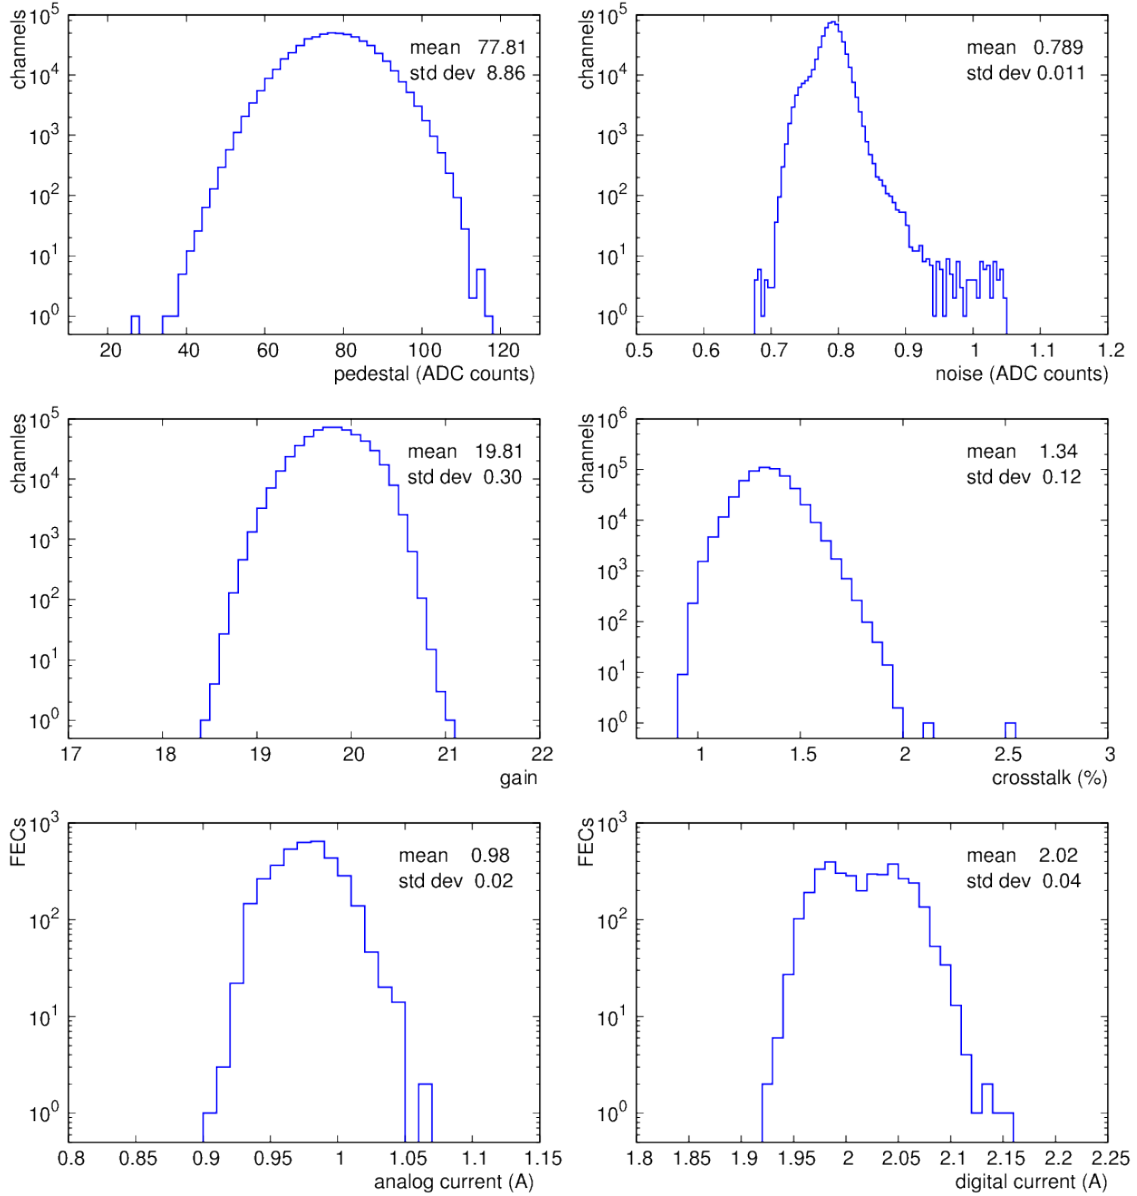 channels
10^5
10^4
10^3
10^2
10^1
10^0
mean 77.81
std dev 8.86
20 40 60 80 100 120
pedestal (ADC counts)
channels
10^5
10^4
10^3
10^2
10^1
10^0
mean 0.789
std dev 0.011
0.5 0.6 0.7 0.8 0.9 1 1.1 1.2
noise (ADC counts)
channles
10^5
10^4
10^3
10^2
10^1
10^0
mean 19.81
std dev 0.30
17 18 19 20 21 22
gain
channels
10^6
10^5
10^4
10^3
10^2
10^1
10^0
mean 1.34
std dev 0.12
1 1.5 2 2.5 3
crosstalk (%)
FECs
10^3
10^2
10^1
10^0
mean 0.98
std dev 0.02
0.8 0.85 0.9 0.95 1 1.05 1.1 1.15
analog current (A)
FECs
10^3
10^2
10^1
10^0
mean 2.02
std dev 0.04
1.8 1.85 1.9 1.95 2 2.05 2.1 2.15 2.2 2.25
digital current (A)